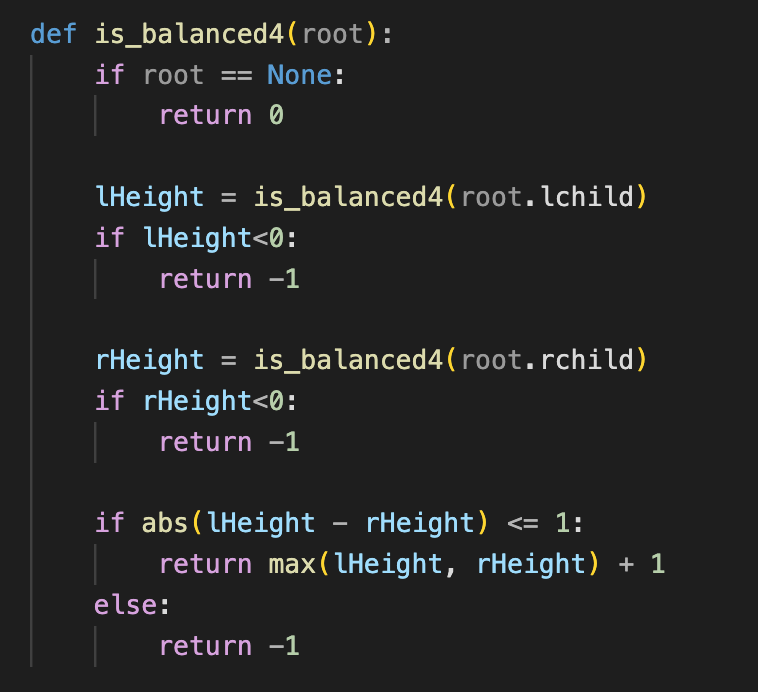 def is_balanced4(root):
    if root == None:
        return 0

    lHeight = is_balanced4(root.lchild)
    if lHeight<0:
        return -1

    rHeight = is_balanced4(root.rchild)
    if rHeight<0:
        return -1

    if abs(lHeight - rHeight) <= 1:
        return max(lHeight, rHeight) + 1
    else:
        return -1